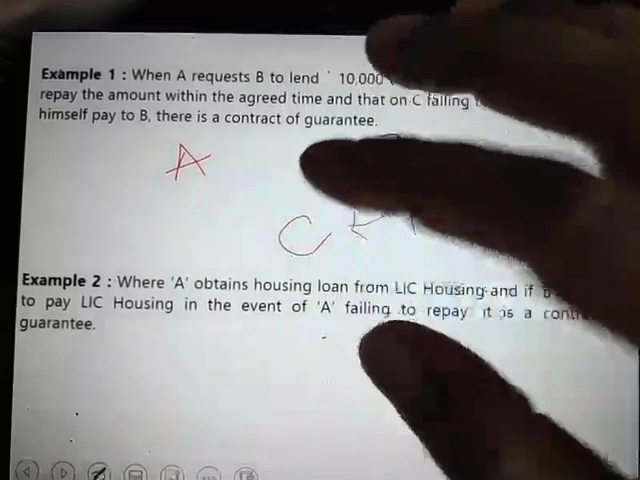 Example 1 : When A requests B to lend ` 10,000
repay the amount within the agreed time and that on C failing
himself pay to B, there is a contract of guarantee.
A
C
Example 2 : Where 'A' obtains housing loan from LIC Housing and if
to pay LIC Housing in the event of 'A' failing to repay it is a
guarantee.